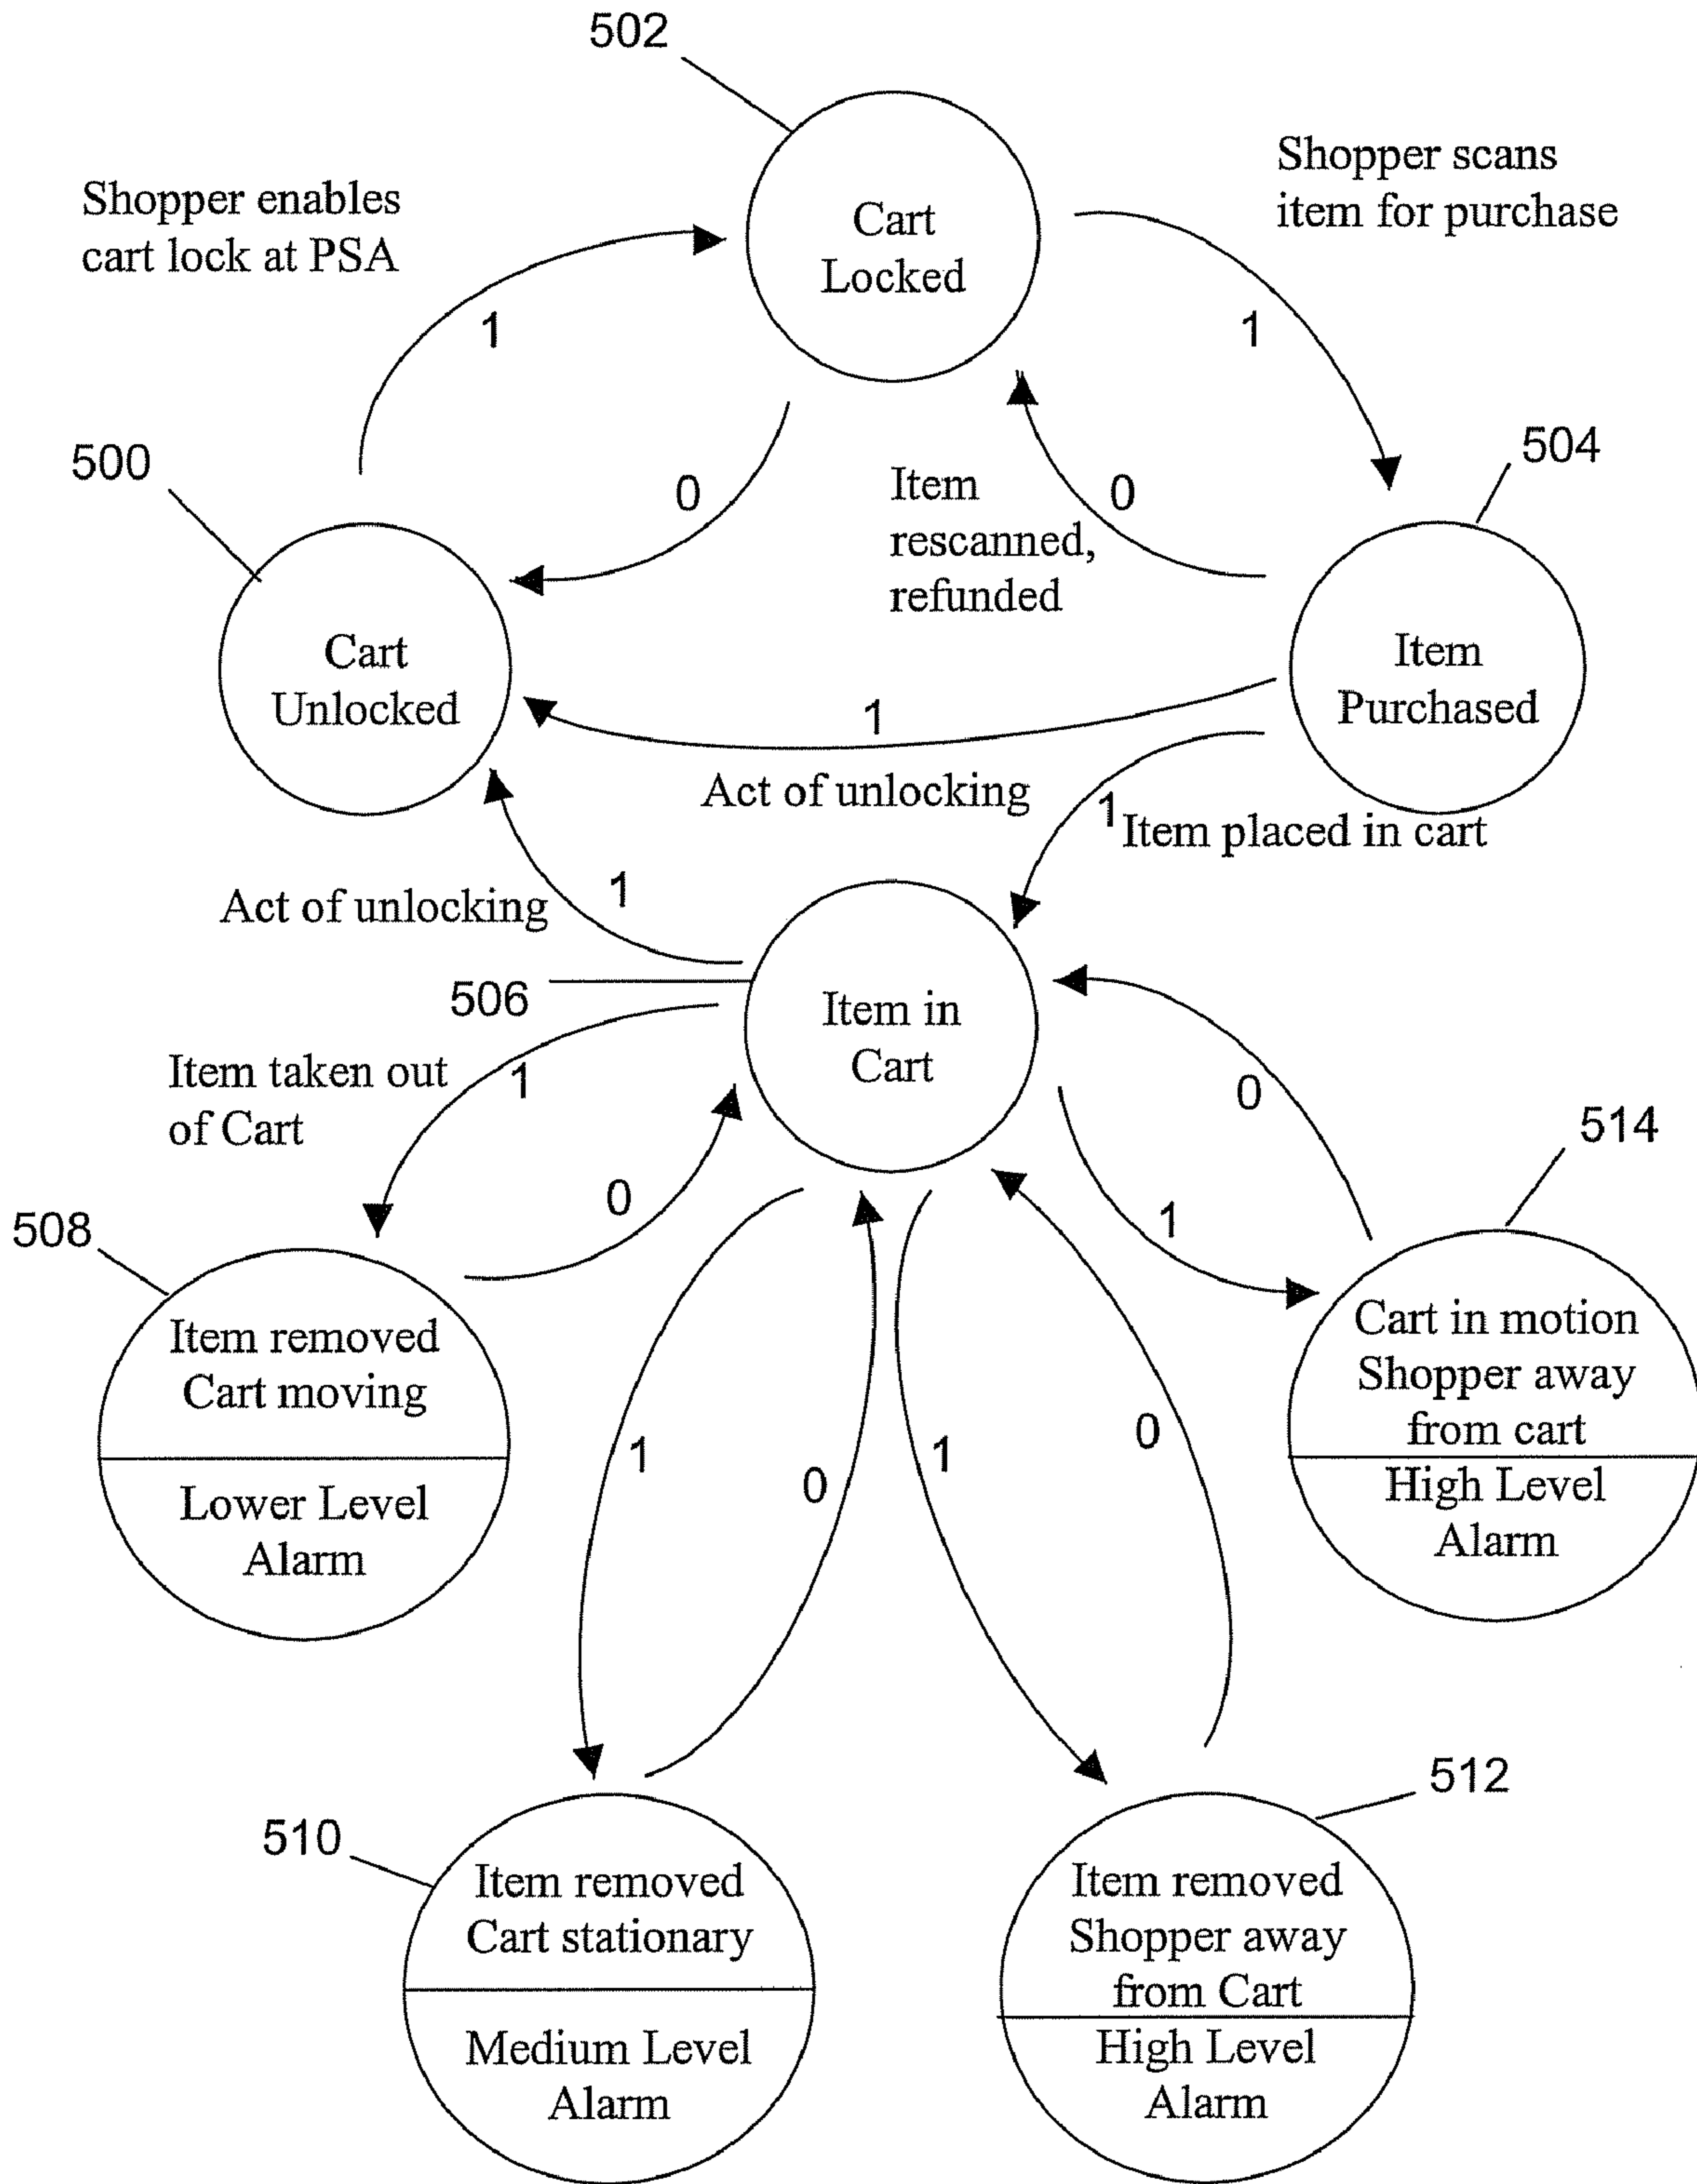 502
Shopper enables
cart lock at PSA
Cart
Locked
Shopper scans
item for purchase
1
1
500
0
Item
rescanned,
refunded
0
504
Cart
Unlocked
Item
Purchased
1
Act of unlocking
1
Item placed in cart
Act of unlocking
1
506
Item in
Cart
Item taken out
of Cart
1
0
0
1
514
508
Item removed
Cart moving
Lower Level
Alarm
1
0
1
0
Cart in motion
Shopper away
from cart
High Level
Alarm
510
Item removed
Cart stationary
Medium Level
Alarm
512
Item removed
Shopper away
from Cart
High Level
Alarm